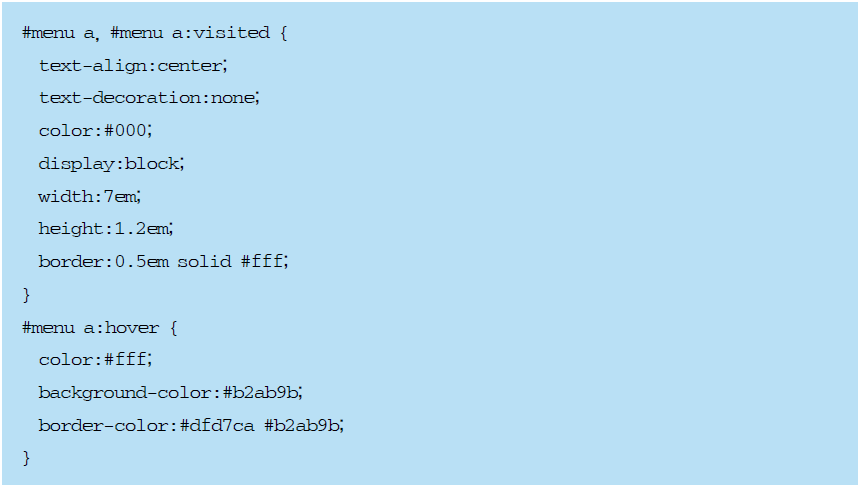 #menu a, #menu a:visited {
  text-align:center;
  text-decoration:none;
  color:#000;
  display:block;
  width:7em;
  height:1.2em;
  border:0.5em solid #fff;
}
#menu a:hover {
  color:#fff;
  background-color:#b2ab9b;
  border-color:#dfd7ca #b2ab9b;
}